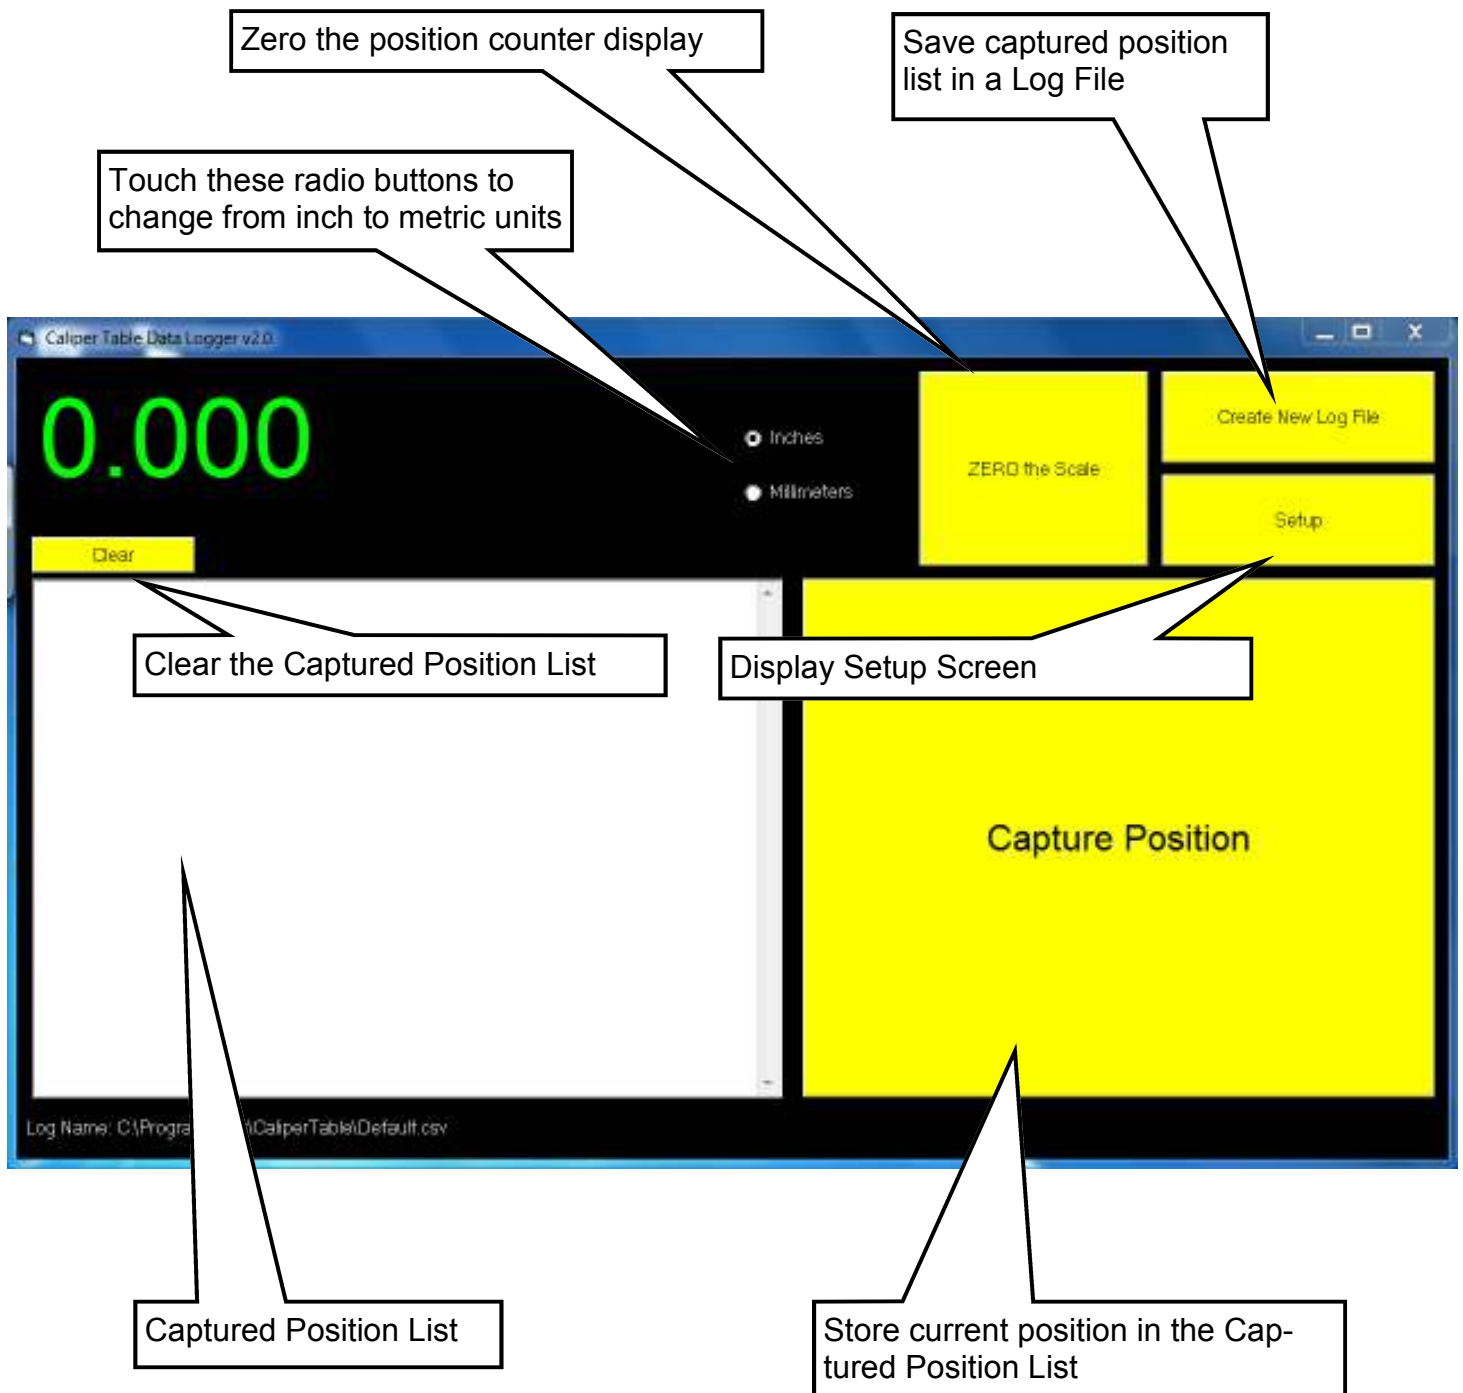 Zero the position counter display
Save captured position
list in a Log File
Touch these radio buttons to
change from inch to metric units
Caliper Table Data Logger v2.0
0.000
Inches
Millimeters
ZERO the Scale
Create New Log File
Setup
Clear
Clear the Captured Position List
Display Setup Screen
Capture Position
Log Name: C:\Progra \CaliperTable\Default.csv
Captured Position List
Store current position in the Cap-
tured Position List